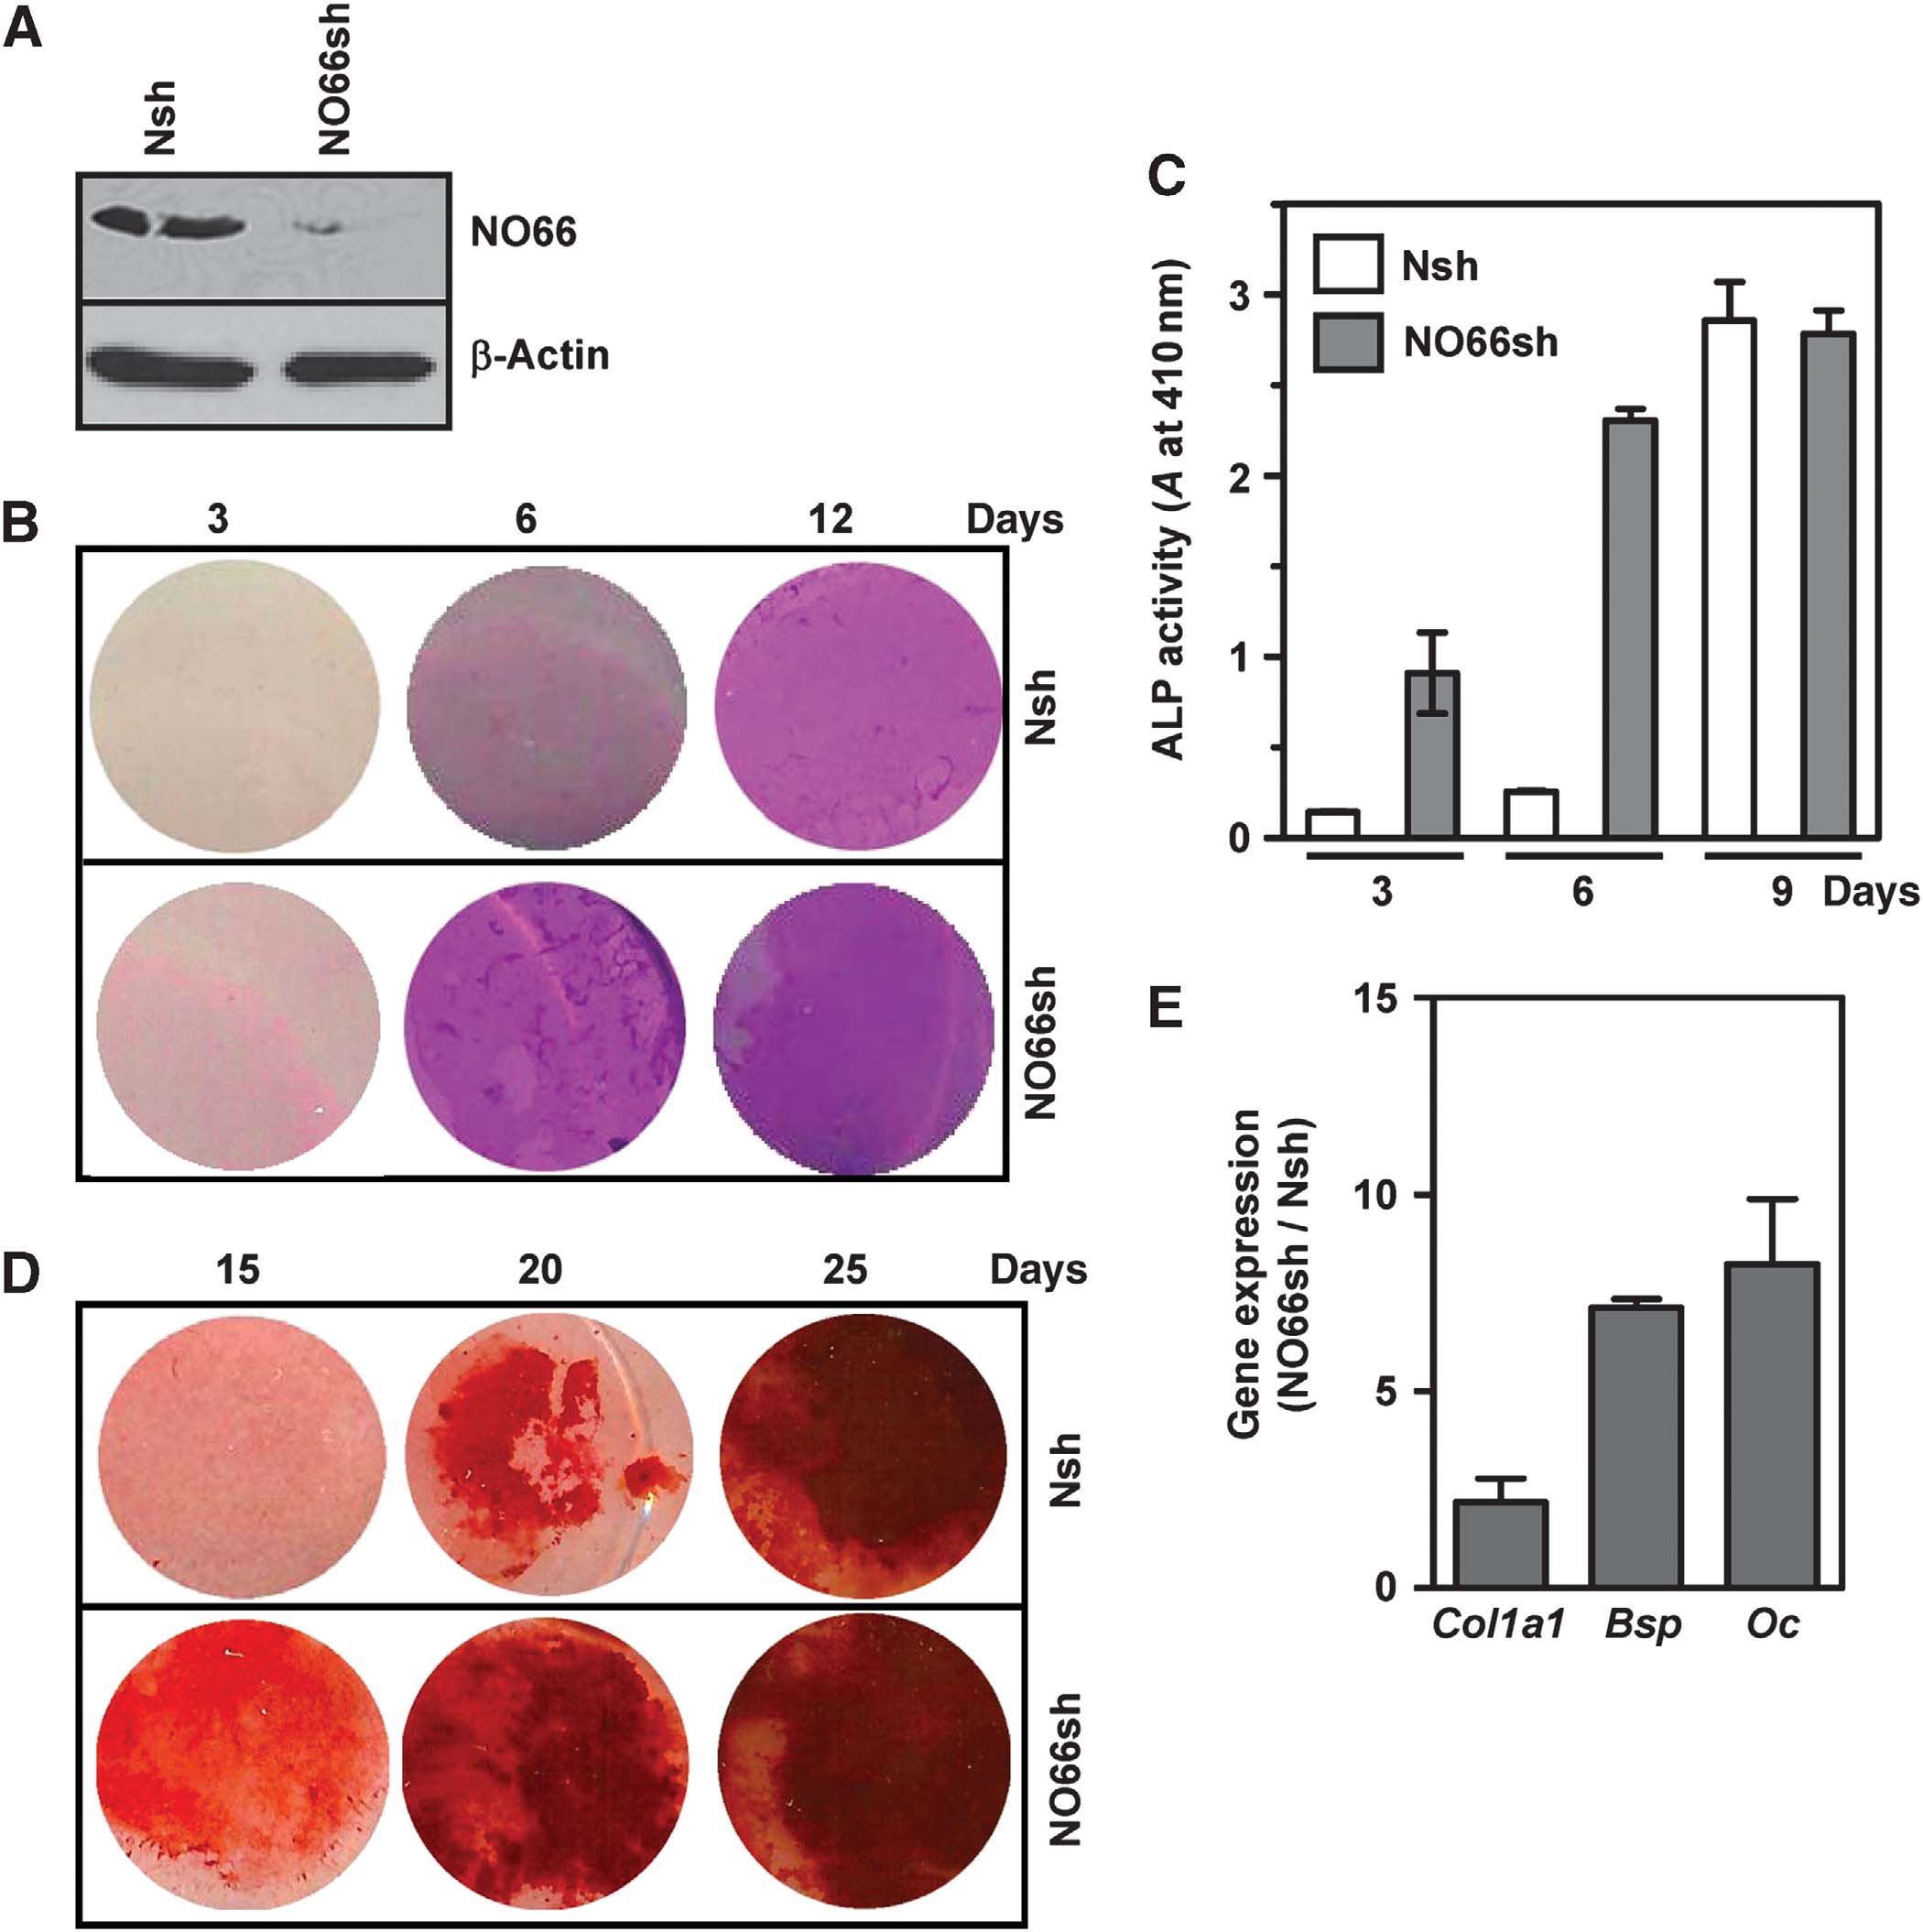 A
Nsh
NO66sh
NO66
β-Actin
B
3 6 12 Days
Nsh
NO66sh
C
ALP activity (A at 410 nm)
3
2
1
0
Nsh
NO66sh
3 6 9 Days
D
15 20 25 Days
Nsh
NO66sh
E
Gene expression
(NO66sh / Nsh)
15
10
5
0
Col1a1 Bsp Oc